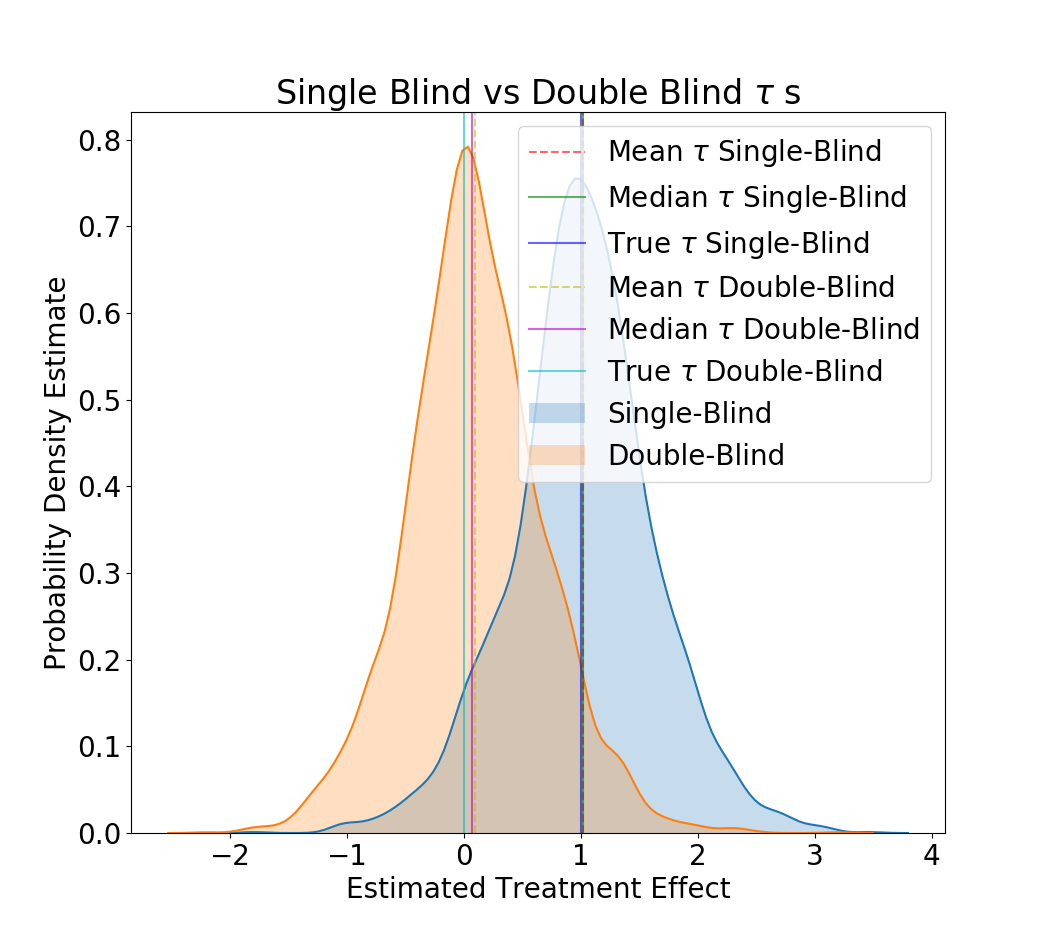 Single Blind vs Double Blind τ s
Mean τ Single-Blind
Median τ Single-Blind
True τ Single-Blind
Mean τ Double-Blind
Median τ Double-Blind
True τ Double-Blind
Single-Blind
Double-Blind
Probability Density Estimate
0.8
0.7
0.6
0.5
0.4
0.3
0.2
0.1
0.0
−2 −1 0 1 2 3 4
Estimated Treatment Effect